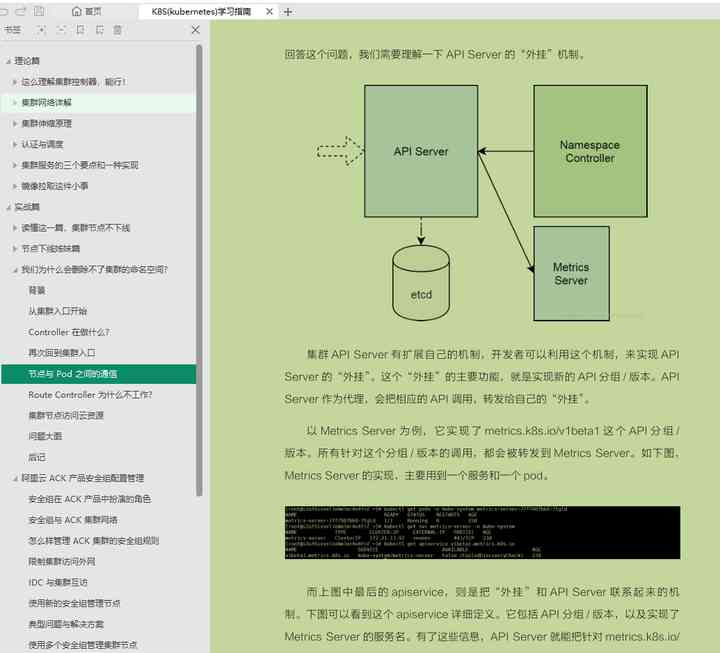 首页
K8S(kubernetes)学习指南
书签
理论篇
这么理解集群控制器，能行！
集群网络详解
集群伸缩原理
认证与调度
集群服务的三个要点和一种实现
镜像拉取这件小事
实战篇
读懂这一篇，集群节点不下线
节点下线姊妹篇
我们为什么会删除不了集群的命名空间?
背景
从集群入口开始
Controller 在做什么?
再次回到集群入口
节点与 Pod 之间的通信
Route Controller 为什么不工作?
集群节点访问云资源
问题大图
后记
阿里云 ACK 产品安全组配置管理
安全组在 ACK 产品中扮演的角色
安全组与 ACK 集群网络
怎么样管理 ACK 集群的安全组规则
限制集群访问外网
IDC 与集群互访
使用新的安全组管理节点
典型问题与解决方案
使用多个安全组管理集群节点
回答这个问题，我们需要理解一下 API Server 的“外挂”机制。
API Server
Namespace
Controller
Metrics
Server
etcd
集群 API Server 有扩展自己的机制，开发者可以利用这个机制，来实现 API
Server 的“外挂”。这个“外挂”的主要功能，就是实现新的 API 分组 / 版本。API
Server 作为代理，会把相应的 API 调用，转发给自己的“外挂”。
以 Metrics Server 为例，它实现了 metrics.k8s.io/v1beta1 这个 API 分组 /
版本。所有针对这个分组 / 版本的调用，都会被转发到 Metrics Server。如下图，
Metrics Server 的实现，主要用到一个服务和一个 pod。
而上图中最后的 apiservice，则是把“外挂”和 API Server 联系起来的机
制。下图可以看到这个 apiservice 详细定义。它包括 API 分组 / 版本，以及实现了
Metrics Server 的服务名。有了这些信息，API Server 就能把针对 metrics.k8s.io/